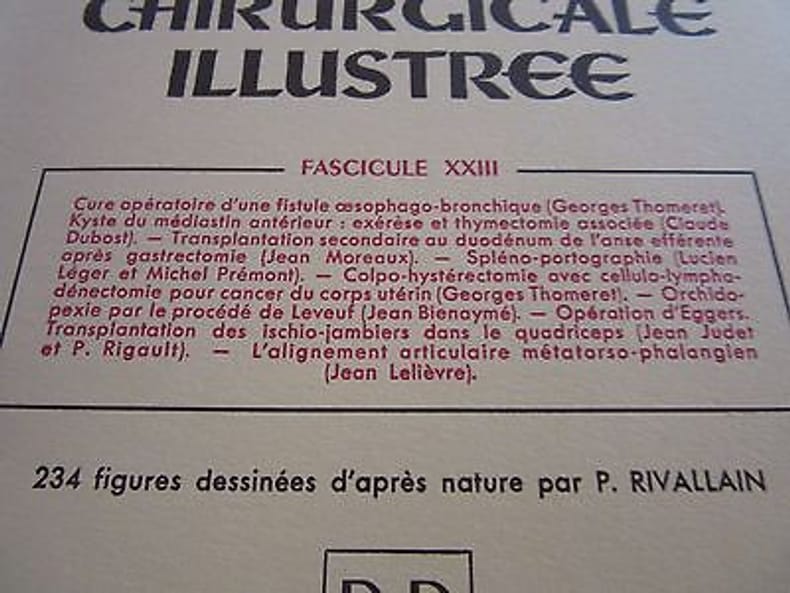 CHIRURGICALE
ILLUSTREE
FASCICULE XXIII
Cure opératoire d'une fistule œsophago-bronchique (Georges Thomeret).
Kyste du médiastin antérieur : exérèse et thymectomie associée (Claude
Dubost). — Transplantation secondaire au duodénum de l'anse efférente
après gastrectomie (Jean Moreaux). — Spléno-portographie (Lucien
Léger et Michel Prémont). — Colpo-hystérectomie avec cellulo-lympha-
dénectomie pour cancer du corps utérin (Georges Thomeret). — Orchido-
pexie par le procédé de Leveuf (Jean Bienaymé). — Opération d'Eggers.
Transplantation des ischio-jambiers dans le quadriceps (Jean Judet
et P. Rigault). — L'alignement articulaire métatarso-phalangien
(Jean Lelièvre).
234 figures dessinées d'après nature par P. RIVALLAIN